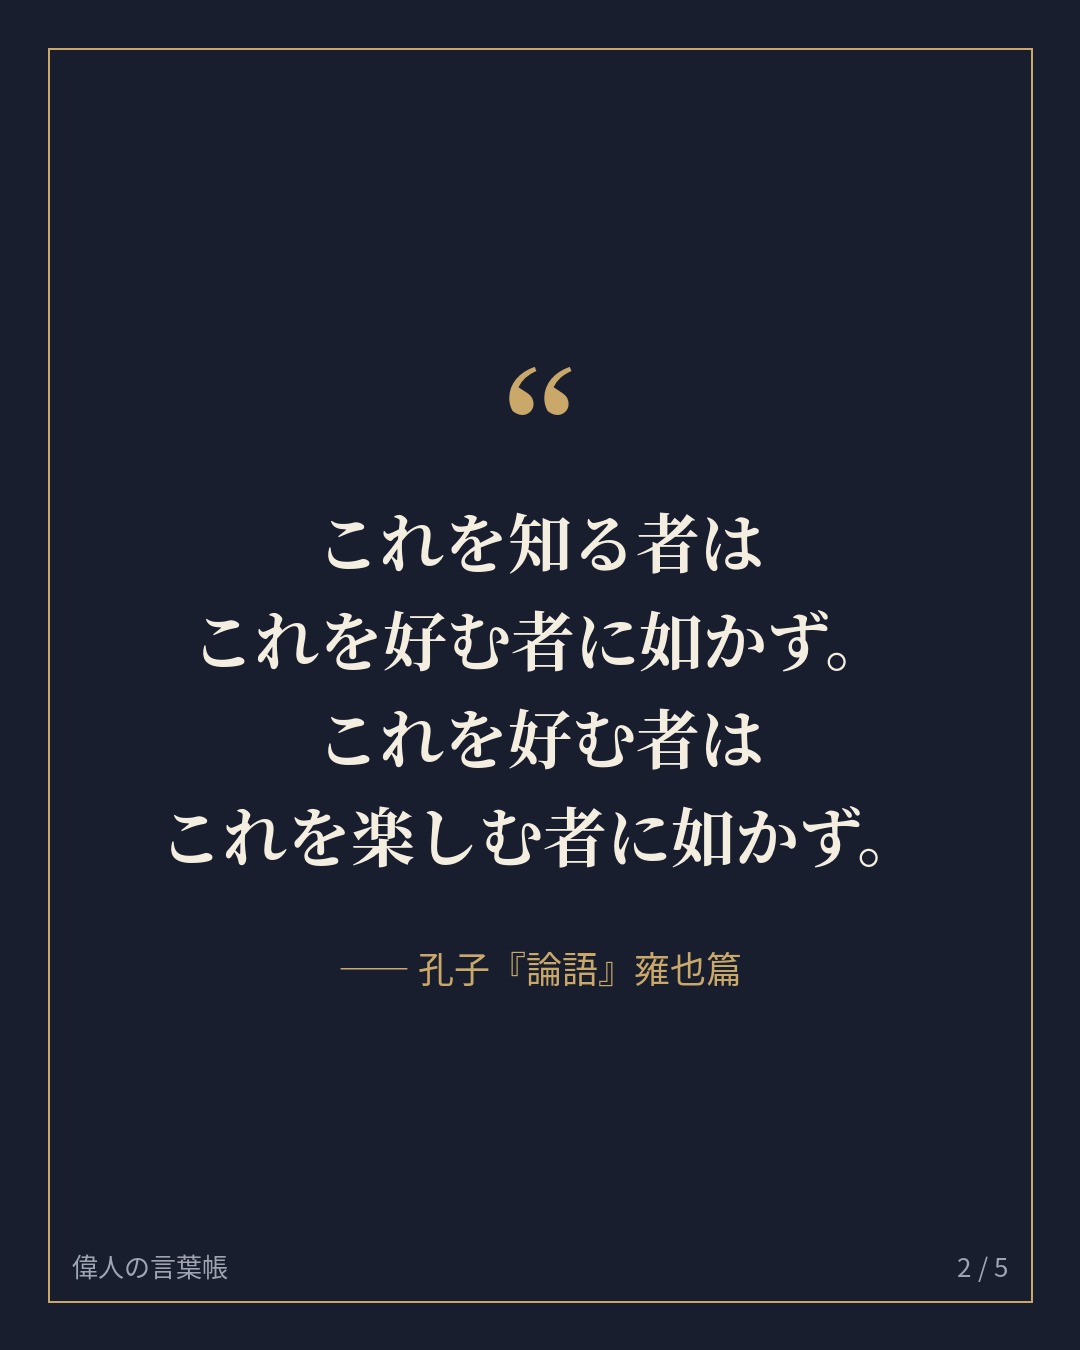 “
これを知る者は
これを好む者に如かず。
これを好む者は
これを楽しむ者に如かず。
—— 孔子『論語』雍也篇
偉人の言葉帳
2 / 5